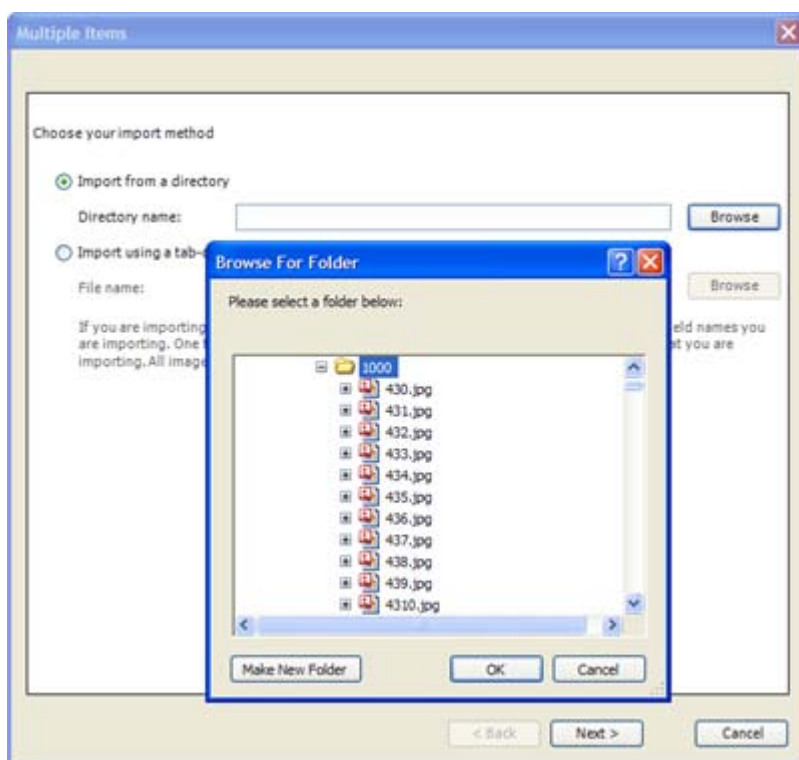 Multiple Items
Choose your import method
Import from a directory
Directory name:
Browse
Import using a tab-
File name:
Browse
If you are importing
eld names you
are importing. One
at you are
importing. All image
Browse For Folder
Please select a folder below:
1000
430.jpg
431.jpg
432.jpg
433.jpg
434.jpg
435.jpg
436.jpg
437.jpg
438.jpg
439.jpg
4310.jpg
Make New Folder
OK
Cancel
< Back
Next >
Cancel